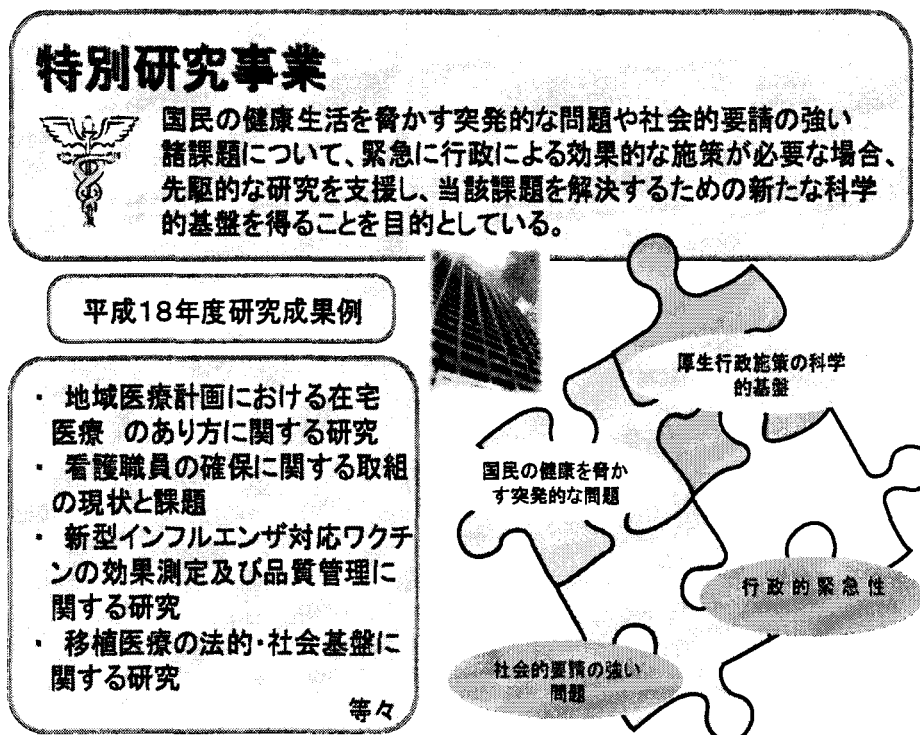 特別研究事業
国民の健康生活を脅かす突発的な問題や社会的要請の強い
諸課題について、緊急に行政による効果的な施策が必要な場合、
先駆的な研究を支援し、当該課題を解決するための新たな科学
的基盤を得ることを目的としている。
平成18年度研究成果例
・ 地域医療計画における在宅
医療 のあり方に関する研究
・ 看護職員の確保に関する取組
の現状と課題
・ 新型インフルエンザ対応ワクチ
ンの効果測定及び品質管理に
関する研究
・ 移植医療の法的・社会基盤に
関する研究
等々
厚生行政施策の科学
的基盤
国民の健康を脅か
す突発的な問題
行政的緊急性
社会的要請の強い
問題